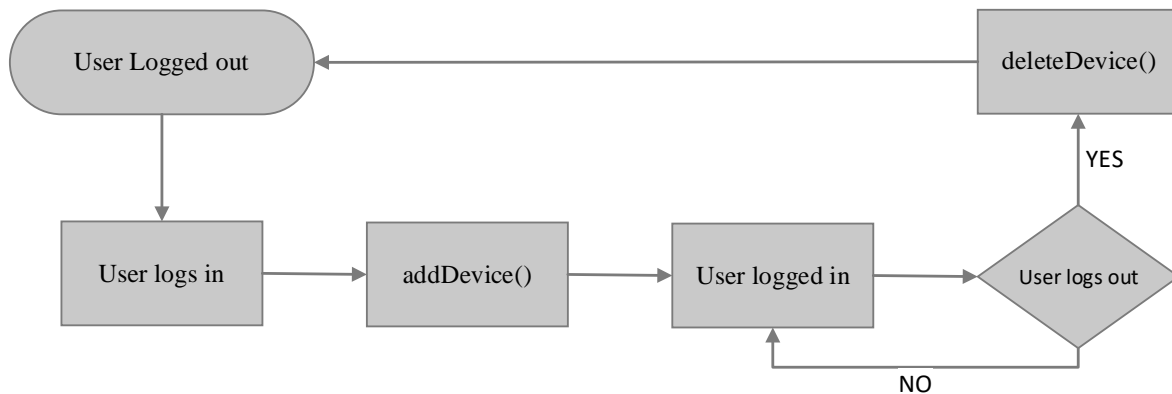 User Logged out
deleteDevice()
YES
User logs in
addDevice()
User logged in
User logs out
NO